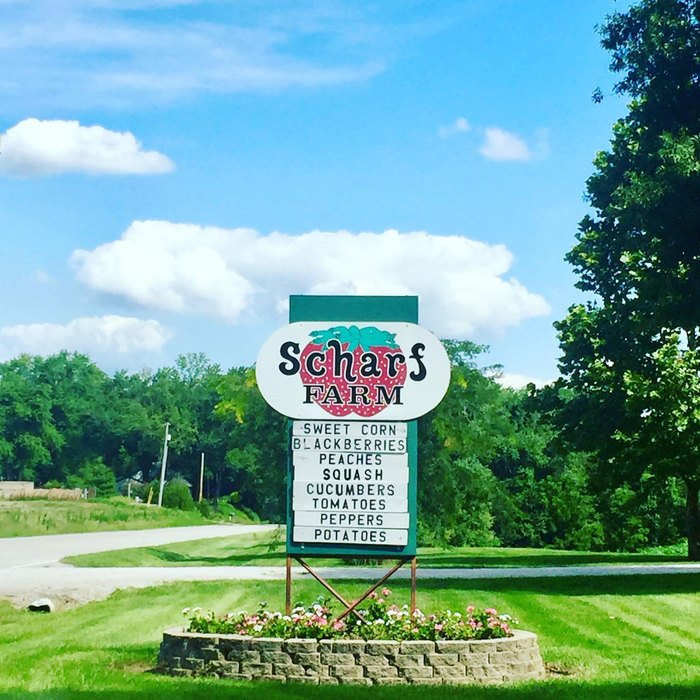 Scharf
FARM
SWEET CORN
BLACKBERRIES
PEACHES
SQUASH
CUCUMBERS
TOMATOES
PEPPERS
POTATOES